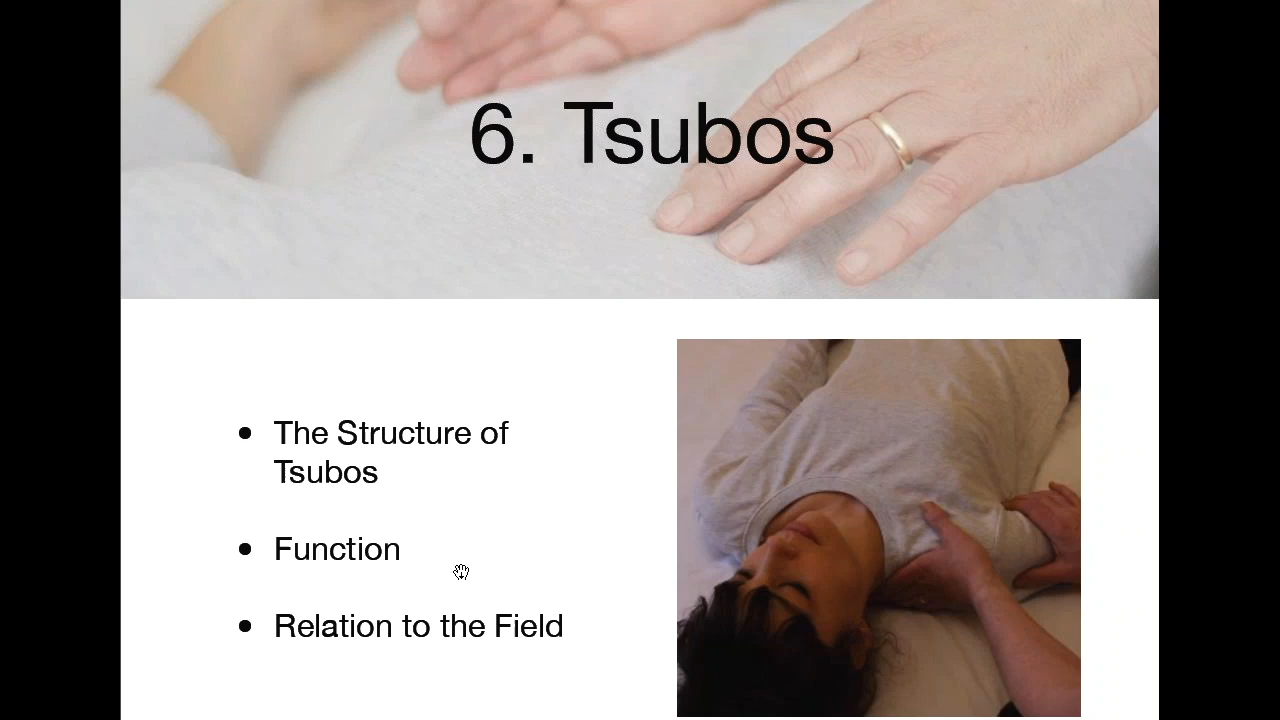 6. Tsubos
• The Structure of
Tsubos
• Function
• Relation to the Field